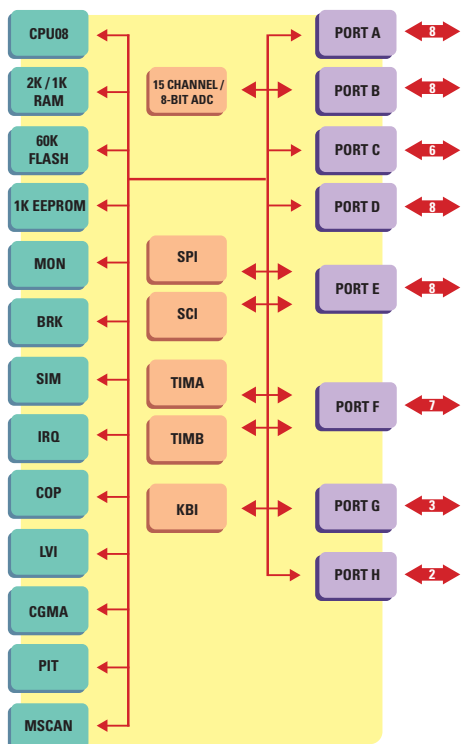 CPU08
2K / 1K
RAM
60K
FLASH
1K EEPROM
MON
BRK
SIM
IRQ
COP
LVI
CGMA
PIT
MSCAN
15 CHANNEL /
8-BIT ADC
SPI
SCI
TIMA
TIMB
KBI
PORT A
8
PORT B
8
PORT C
6
PORT D
8
PORT E
8
PORT F
7
PORT G
3
PORT H
2